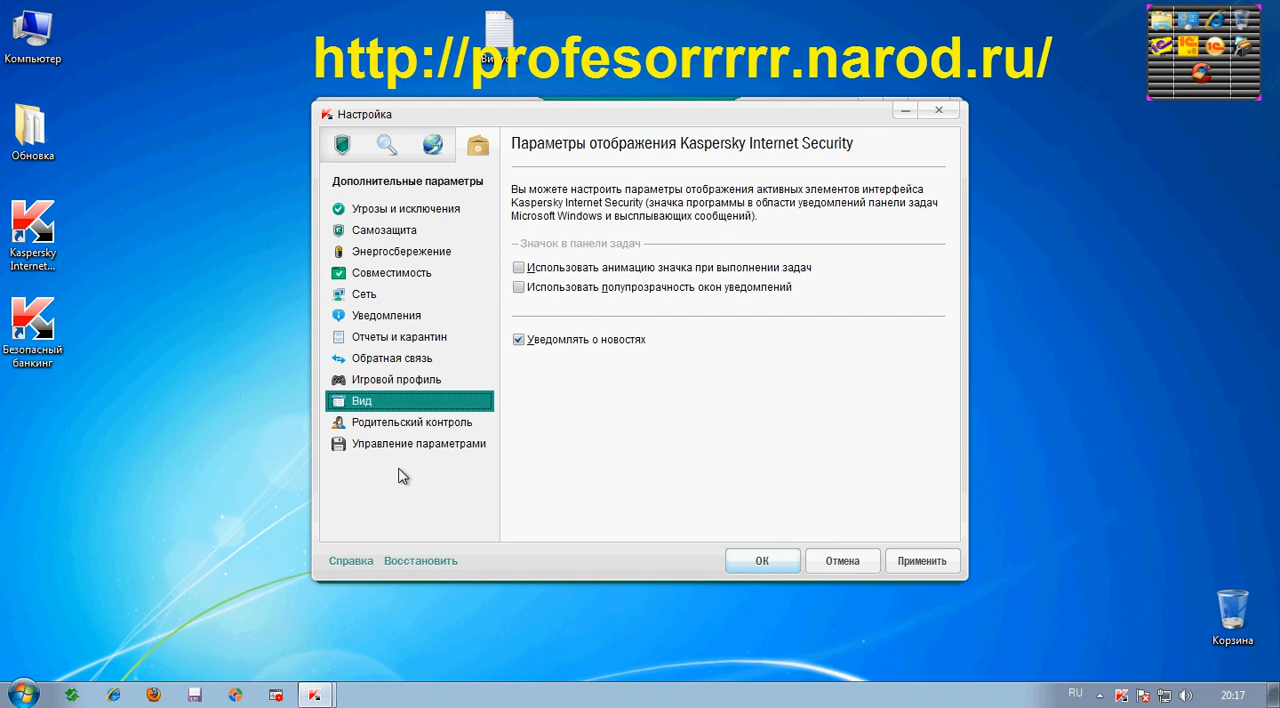 Компьютер
http://profesorrrrr.narod.ru/
Обновка
Kaspersky
Internet...
Безопасный
банкинг
Настройка
Дополнительные параметры
Угрозы и исключения
Самозащита
Энергосбережение
Совместимость
Сеть
Уведомления
Отчеты и карантин
Обратная связь
Игровой профиль
Вид
Родительский контроль
Управление параметрами
Параметры отображения Kaspersky Internet Security
Вы можете настроить параметры отображения активных элементов интерфейса
Kaspersky Internet Security (значка программы в области уведомлений панели задач
Microsoft Windows и высплывающих сообщений).
Значок в панели задач
Использовать анимацию значка при выполнении задач
Использовать полупрозрачность окон уведомлений
Уведомлять о новостях
Справка Восстановить
ОК Отмена Применить
Корзина
RU 20:17